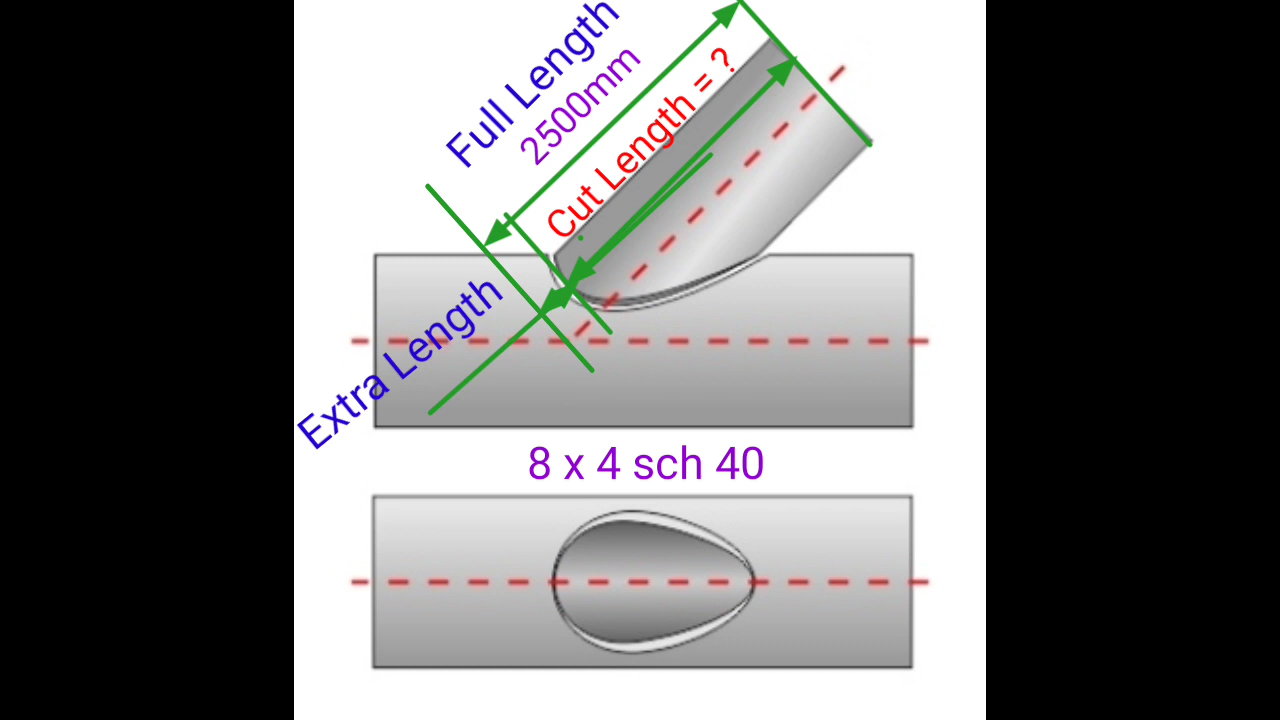 Full Length
2500mm
Cut Length = ?
Extra Length
8 x 4 sch 40